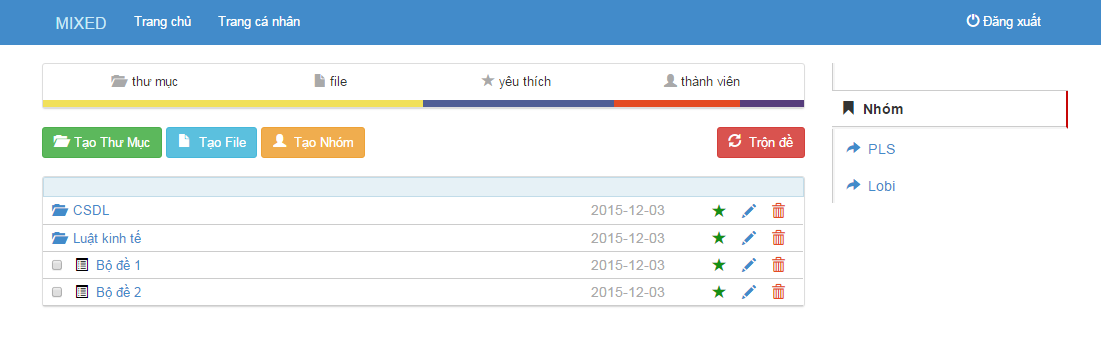 MIXED Trang chủ Trang cá nhân Đăng xuất
thư mục file yêu thích thành viên
Tạo Thư Mục Tạo File Tạo Nhóm Trộn đề
CSDL 2015-12-03
Luật kinh tế 2015-12-03
Bộ đề 1 2015-12-03
Bộ đề 2 2015-12-03
Nhóm
PLS
Lobi